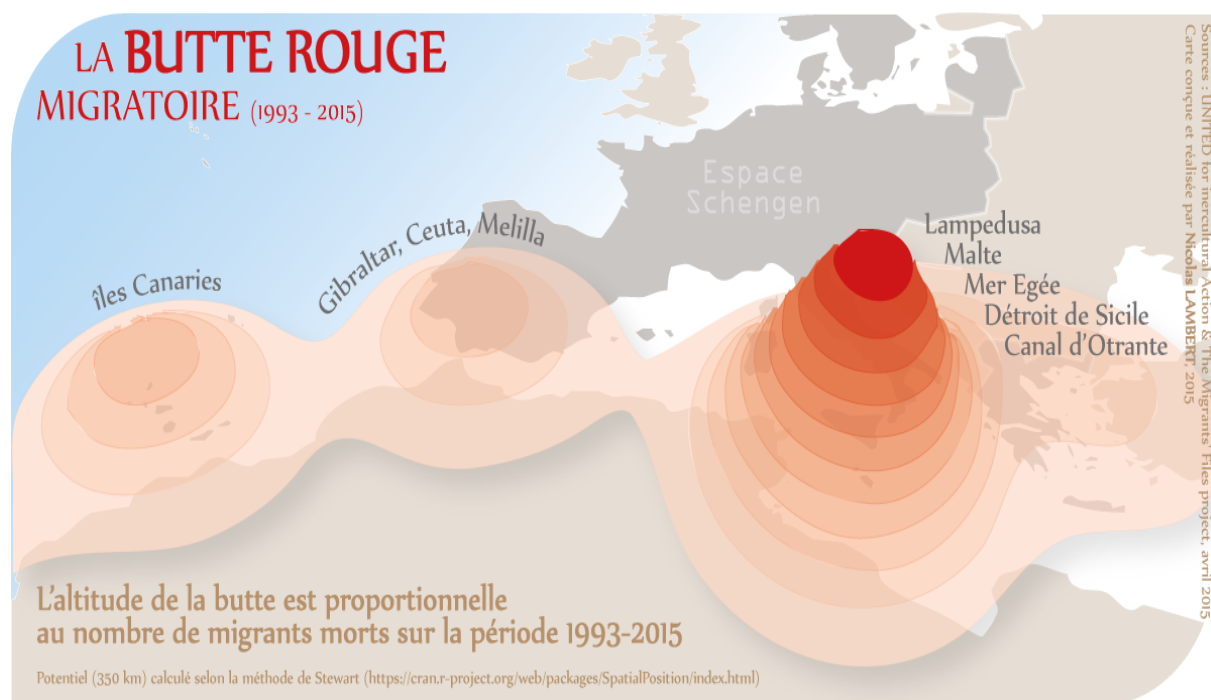 LA BUTTE ROUGE
MIGRATOIRE (1993 - 2015)
Espace
Schengen
îles Canaries
Gibraltar, Ceuta, Melilla
Lampedusa
Malte
Mer Egée
Détroit de Sicile
Canal d'Otrante
L'altitude de la butte est proportionnelle
au nombre de migrants morts sur la période 1993-2015
Potentiel (350 km) calculé selon la méthode de Stewart (https://cran.r-project.org/web/packages/SpatialPosition/index.html)
Sources : UNITED for inercultural Action & The Migrants' Files project, avril 2015
Carte conçue et réalisée par Nicolas LAMBERT, 2015